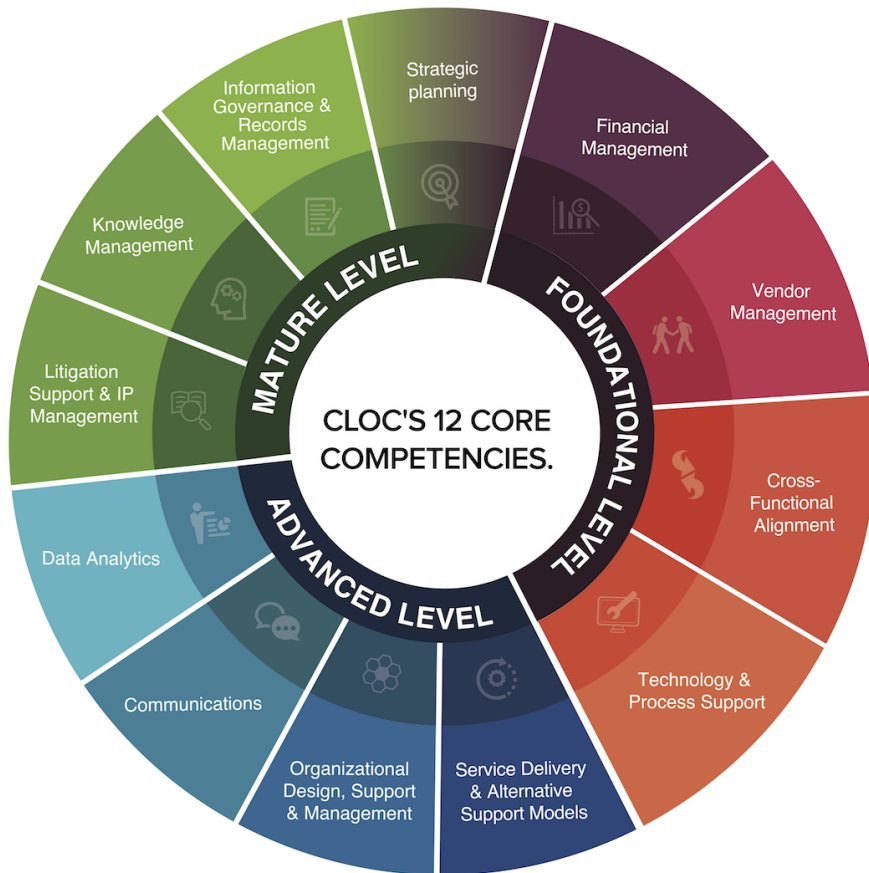 CLOC'S 12 CORE
COMPETENCIES.
FOUNDATIONAL LEVEL
ADVANCED LEVEL
MATURE LEVEL
Strategic
planning
Financial
Management
Vendor
Management
Cross-
Functional
Alignment
Technology &
Process Support
Service Delivery
& Alternative
Support Models
Organizational
Design, Support
& Management
Communications
Data Analytics
Litigation
Support & IP
Management
Knowledge
Management
Information
Governance &
Records
Management
$